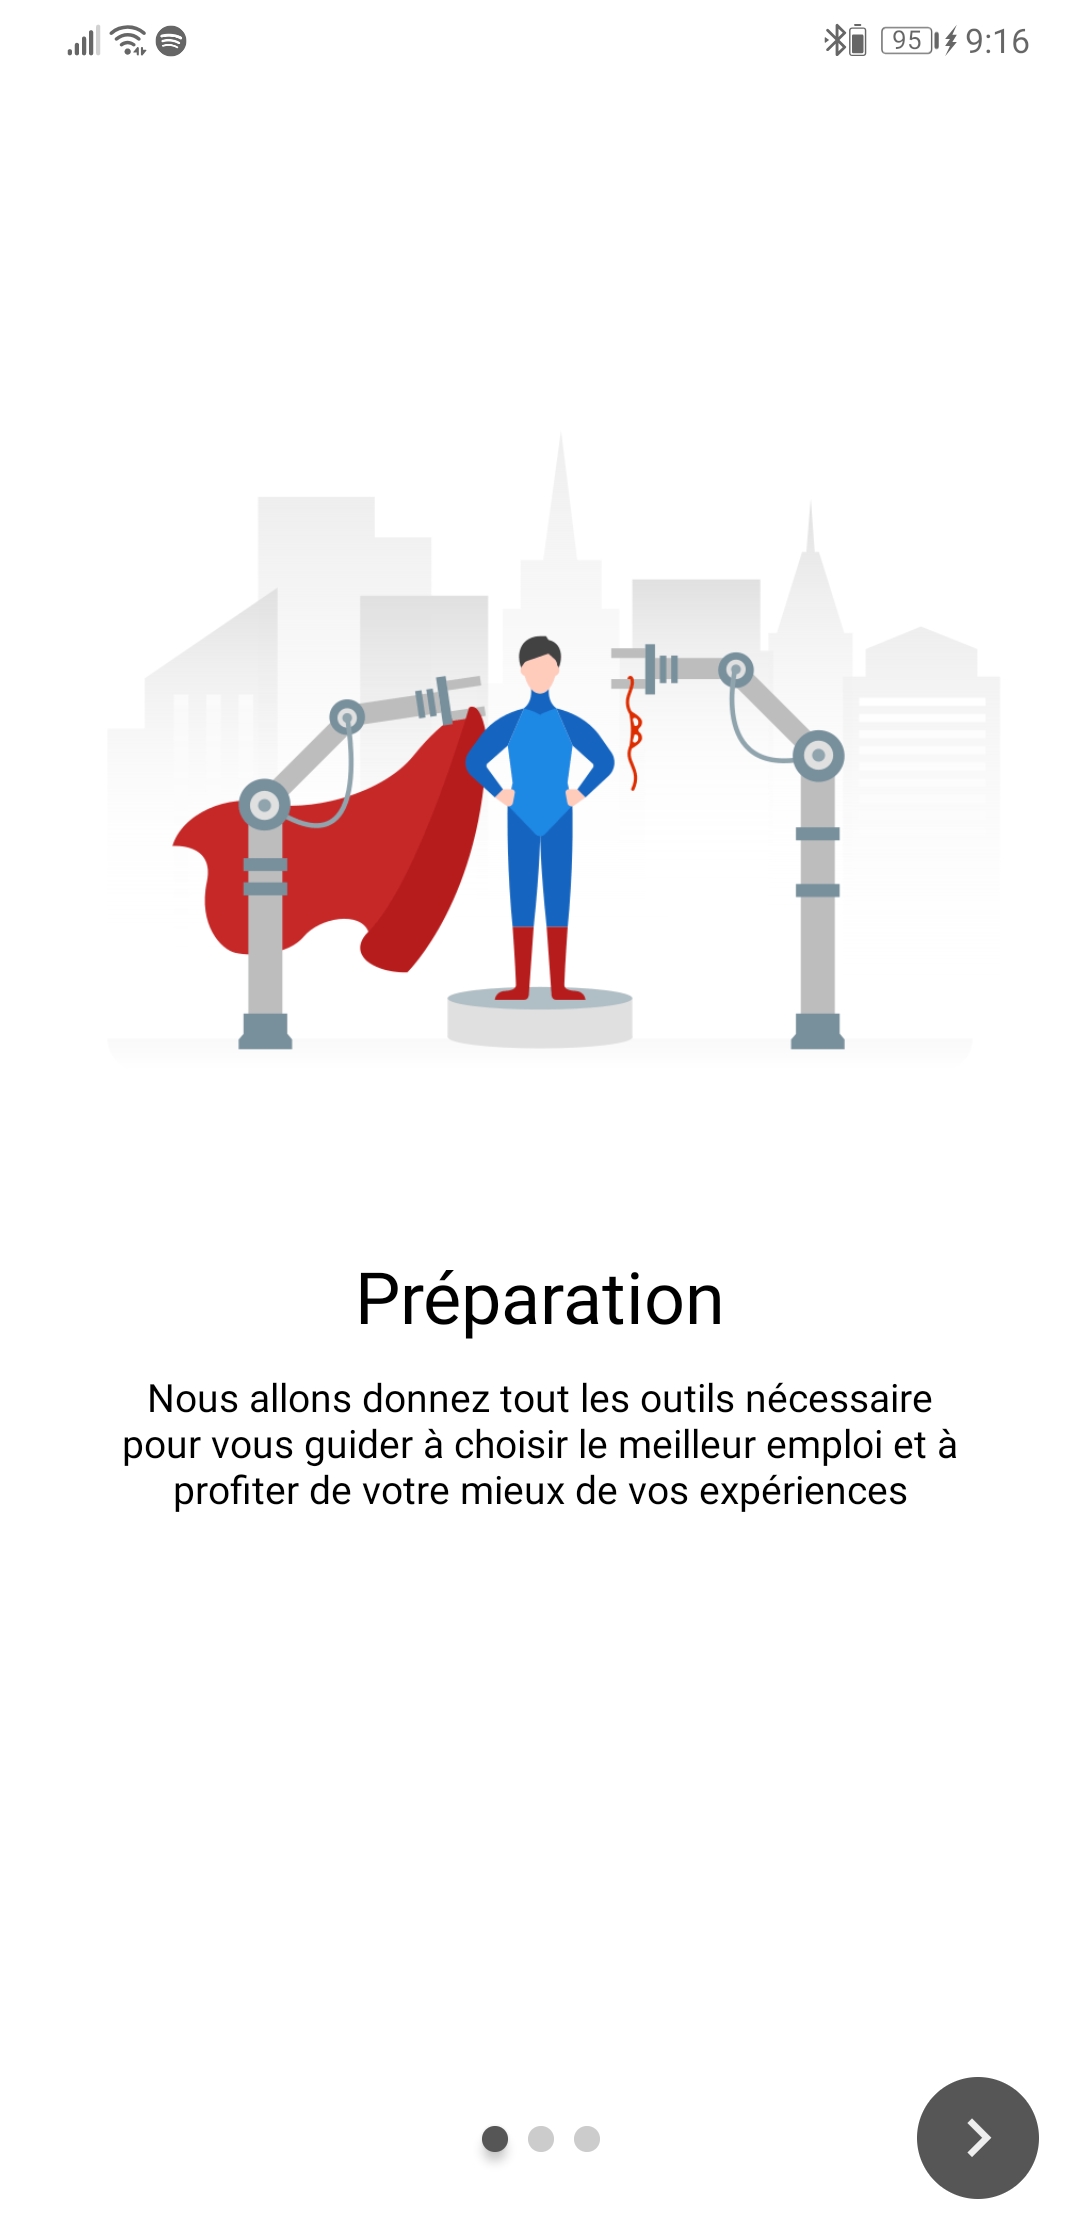 95 9:16
Préparation
Nous allons donnez tout les outils nécessaire
pour vous guider à choisir le meilleur emploi et à
profiter de votre mieux de vos expériences